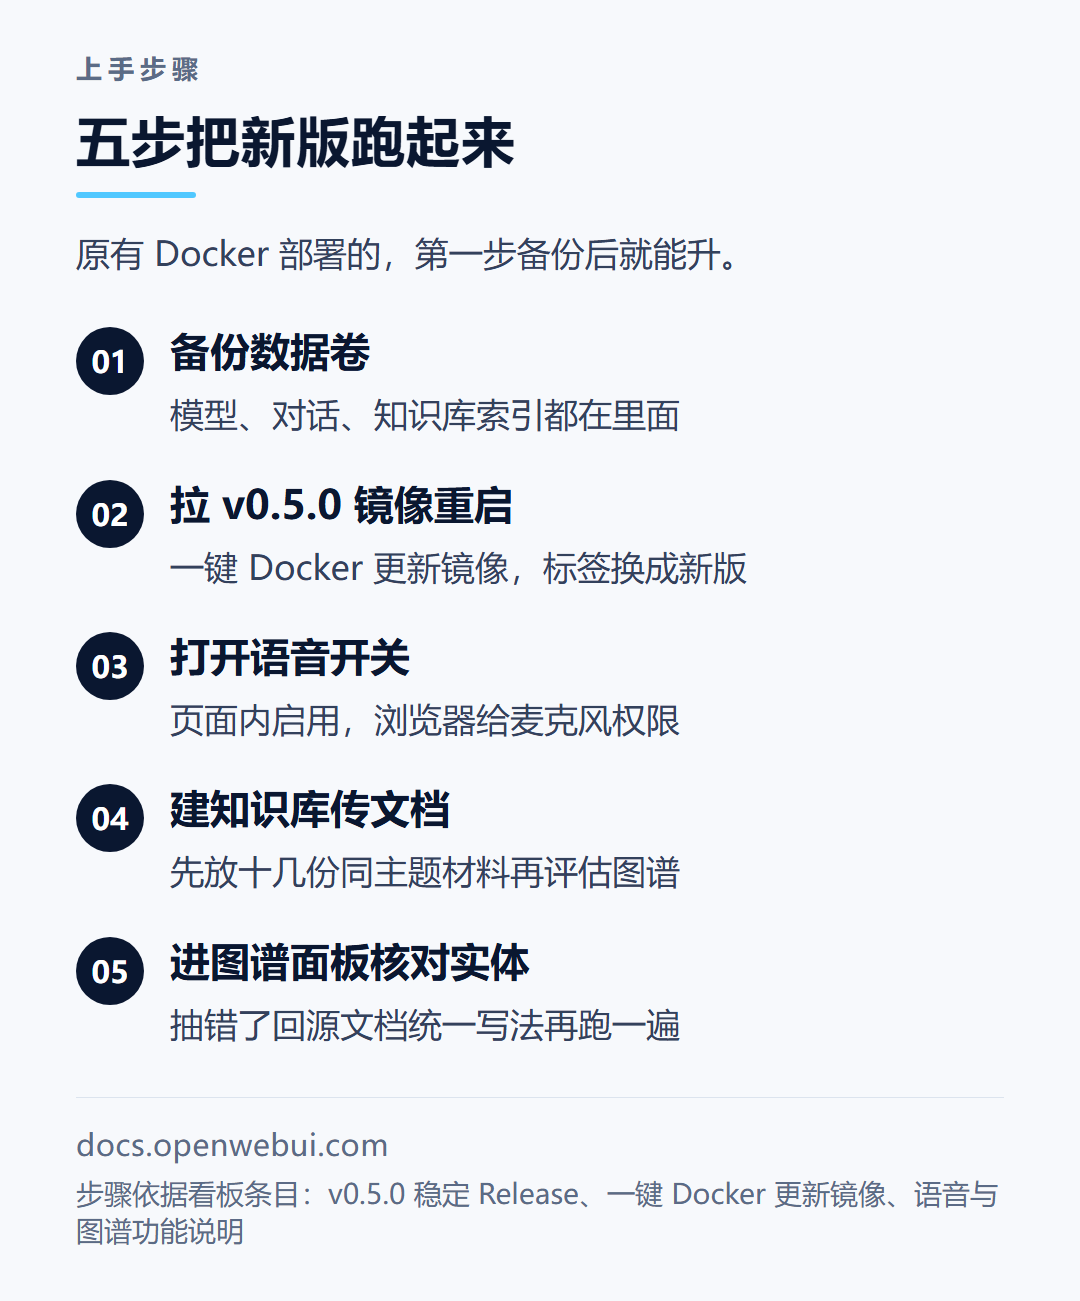 上手步骤
五步把新版跑起来
原有 Docker 部署的，第一步备份后就能升。
01
备份数据卷
模型、对话、知识库索引都在里面
02
拉 v0.5.0 镜像重启
一键 Docker 更新镜像，标签换成新版
03
打开语音开关
页面内启用，浏览器给麦克风权限
04
建知识库传文档
先放十几份同主题材料再评估图谱
05
进图谱面板核对实体
抽错了回源文档统一写法再跑一遍
docs.openwebui.com
步骤依据看板条目：v0.5.0 稳定 Release、一键 Docker 更新镜像、语音与
图谱功能说明